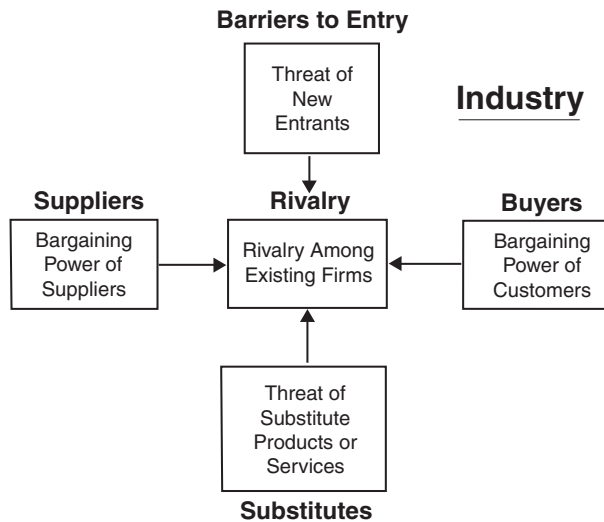 Barriers to Entry
Threat of
New
Entrants
Industry
Suppliers
Bargaining
Power of
Suppliers
Rivalry
Rivalry Among
Existing Firms
Buyers
Bargaining
Power of
Customers
Threat of
Substitute
Products or
Services
Substitutes